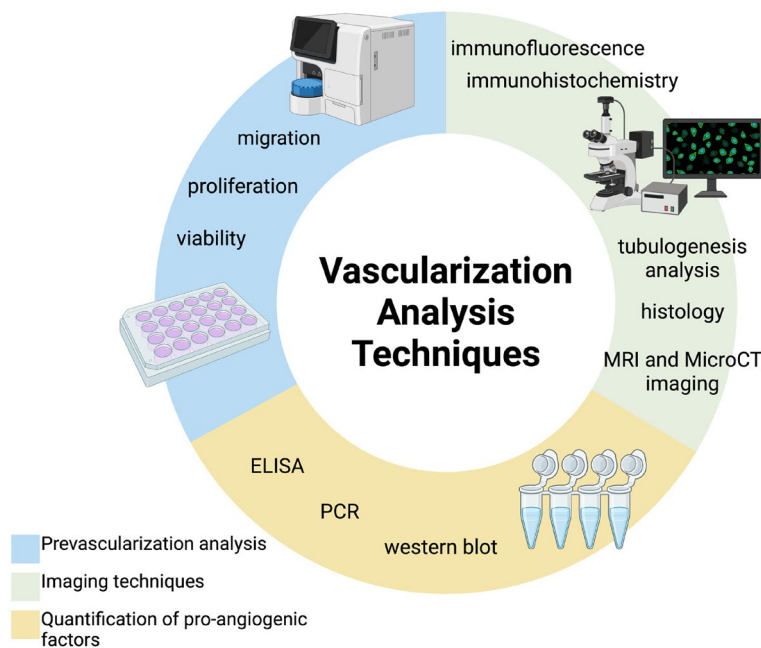 immunofluorescence
immunohistochemistry
migration
proliferation
viability
tubulogenesis
analysis
histology
MRI and MicroCT
imaging
Vascularization
Analysis
Techniques
ELISA
PCR
western blot
Prevascularization analysis
Imaging techniques
Quantification of pro-angiogenic
factors